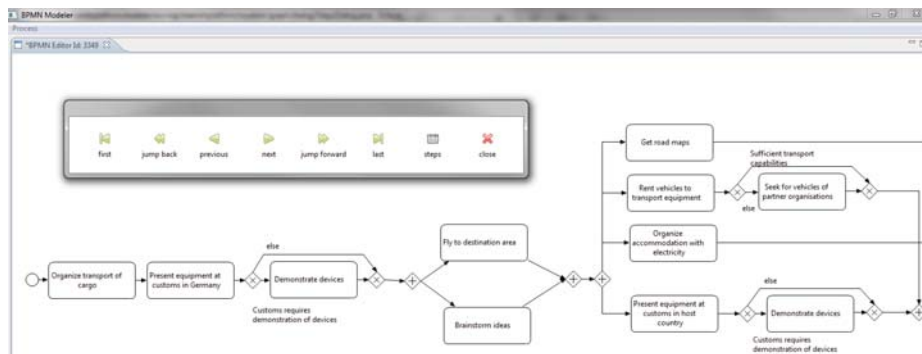 BPMN Modeler
Process
*BPMN Editor Id: 3349
first
jump back
previous
next
jump forward
last
steps
close
Organize transport of
cargo
Present equipment at
customs in Germany
else
Demonstrate devices
Customs requires
demonstration of devices
Fly to destination area
Brainstorm ideas
Get road maps
Rent vehicles to
transport equipment
Sufficient transport
capabilities
else
Seek for vehicles of
partner organisations
Organize
accommodation with
electricity
Present equipment at
customs in host
country
else
Demonstrate devices
Customs requires
demonstration of devices